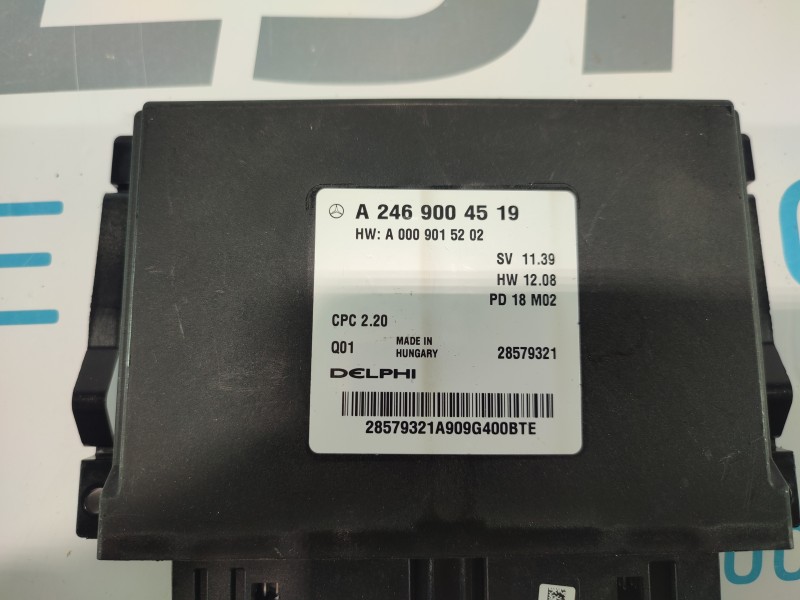 A 246 900 45 19
HW: A 000 901 52 02
SV 11.39
HW 12.08
PD 18 M02
CPC 2.20
Q01
MADE IN
HUNGARY
28579321
DELPHI
28579321A909G400BTE